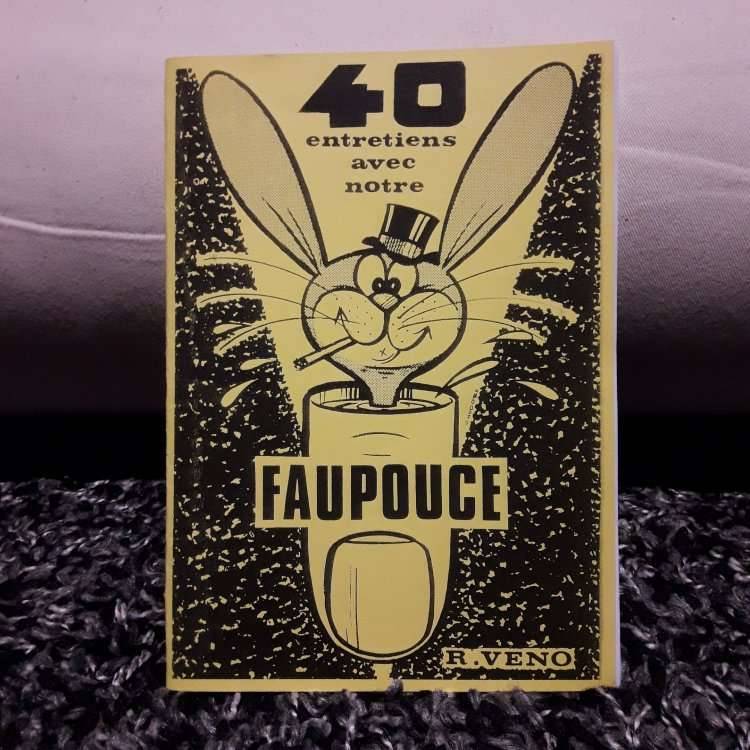 40
entretiens
avec
notre
FAUPOUCE
R.VENO